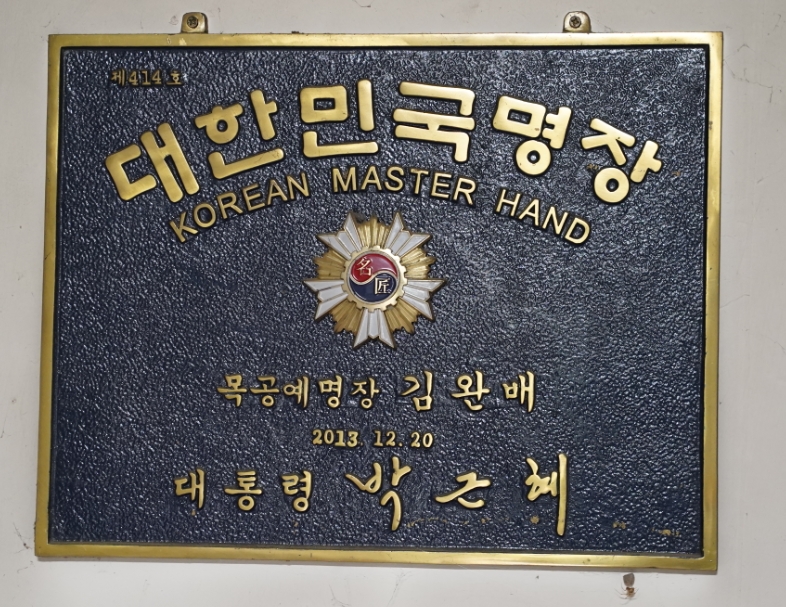 제414호
대한민국명장
KOREAN MASTER HAND
名匠
목공예명장 김완배
2013. 12. 20
대통령 박근혜